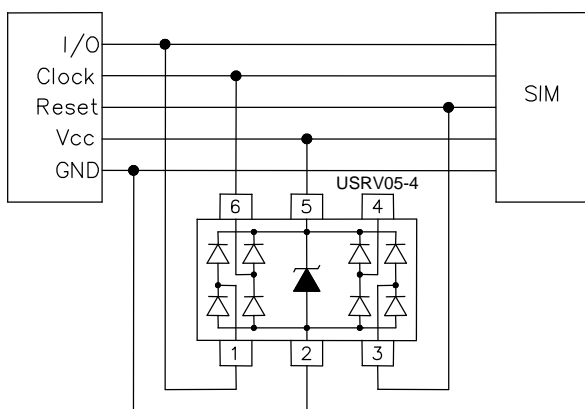 I/O
Clock
Reset
Vcc
GND
SIM
USRV05-4
6
5
4
1
2
3